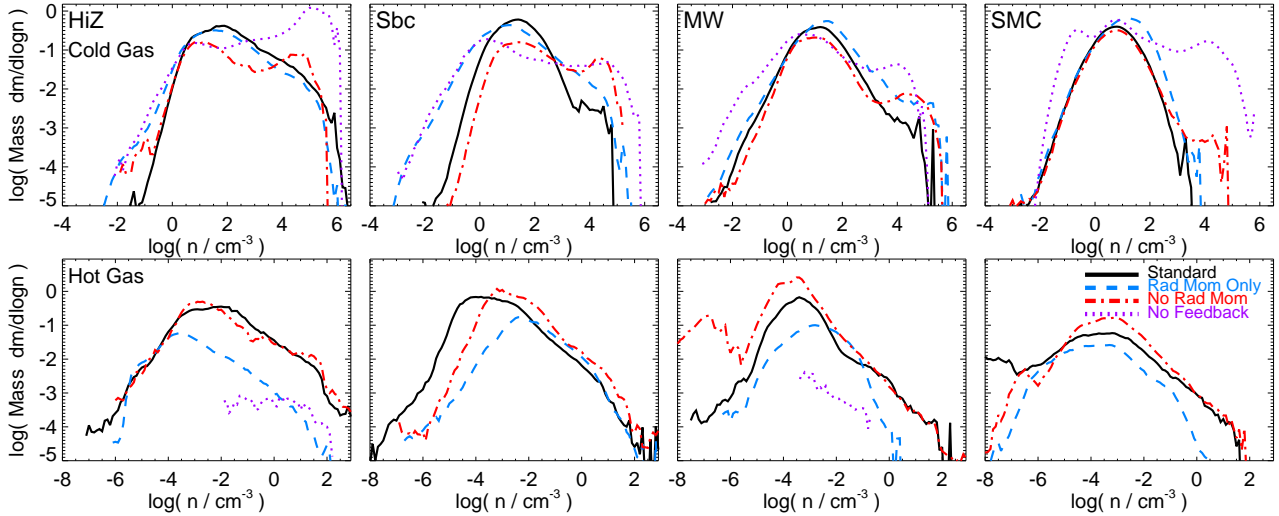 HiZ
Cold Gas
Sbc
MW
SMC
log( Mass dm/dlogn )
0
-1
-2
-3
-4
-5
-4 -2 0 2 4 6
-4 -2 0 2 4 6
-4 -2 0 2 4 6
-4 -2 0 2 4 6
log( n / cm⁻³ )
log( n / cm⁻³ )
log( n / cm⁻³ )
log( n / cm⁻³ )
Hot Gas
Standard
Rad Mom Only
No Rad Mom
No Feedback
log( Mass dm/dlogn )
0
-1
-2
-3
-4
-5
-8 -6 -4 -2 0 2
-8 -6 -4 -2 0 2
-8 -6 -4 -2 0 2
-8 -6 -4 -2 0 2
log( n / cm⁻³ )
log( n / cm⁻³ )
log( n / cm⁻³ )
log( n / cm⁻³ )